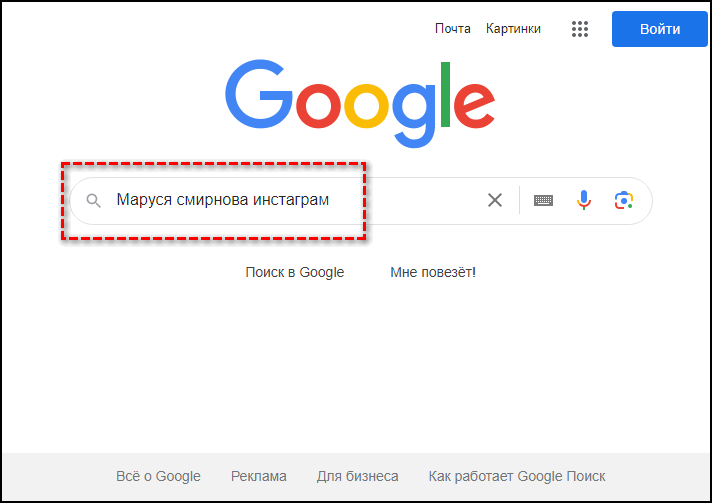 Почта Картинки Войти
Google
Маруся смирнова инстаграм
Поиск в Google Мне повезёт!
Всё о Google Реклама Для бизнеса Как работает Google Поиск